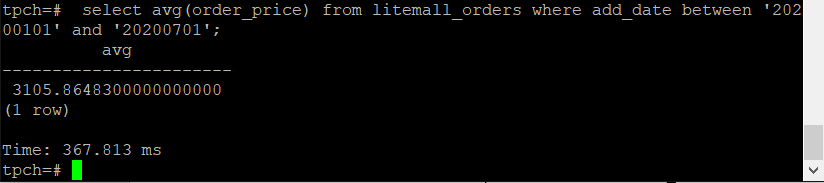 tpch=#  select avg(order_price) from litemall_orders where add_date between '202
00101' and '20200701';
          avg
-----------------------
 3105.8648300000000000
(1 row)

Time: 367.813 ms
tpch=#